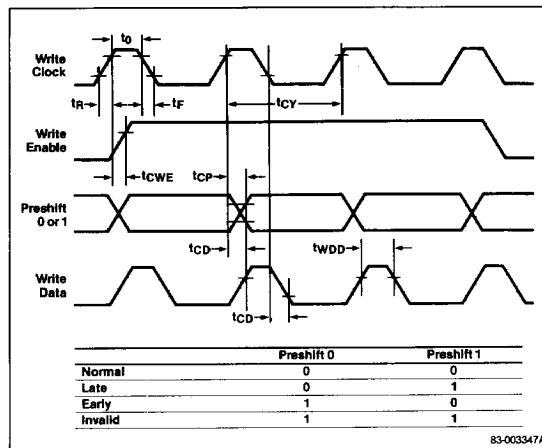 Write
Clock
t0
tR
tF
tCY
Write
Enable
tCWE
tCP
Preshift
0 or 1
tCD
tWDD
Write
Data
tCD
Preshift 0 Preshift 1
Normal 0 0
Late 0 1
Early 1 0
Invalid 1 1
83-003347A